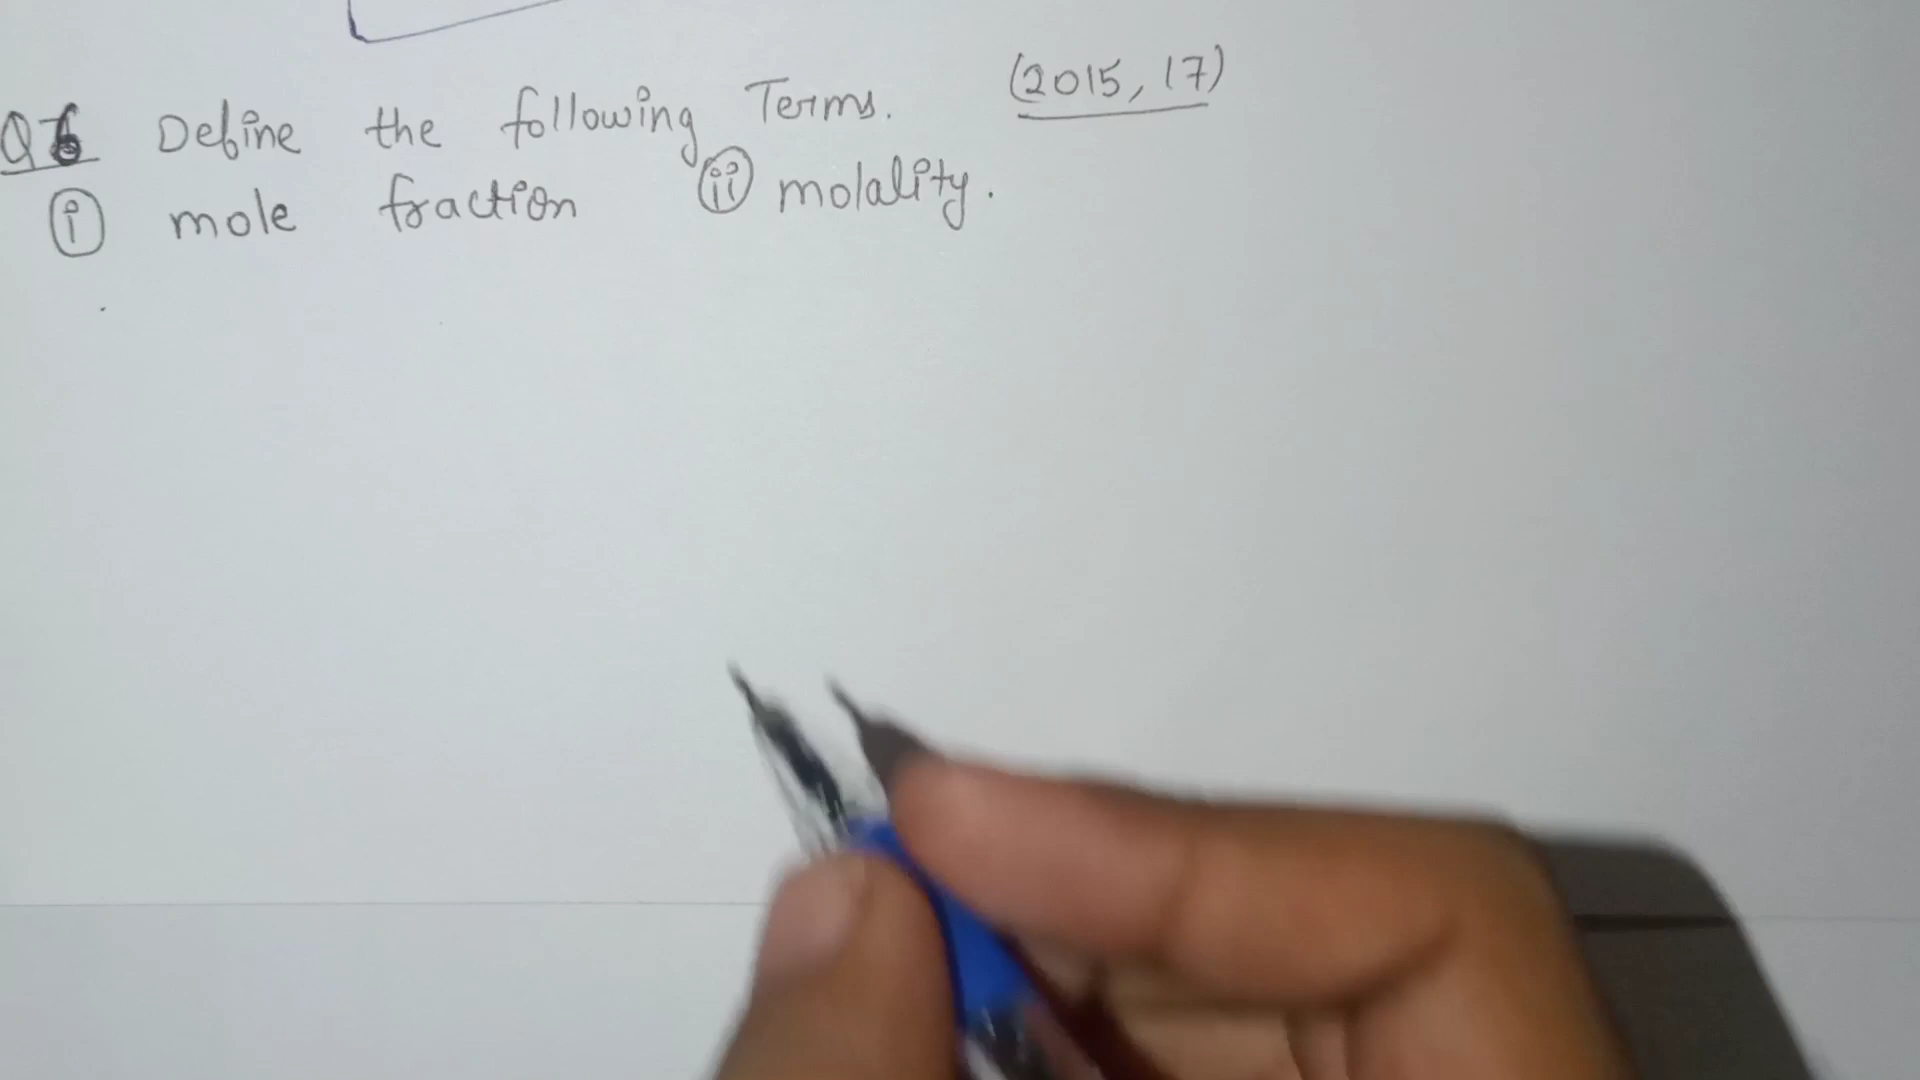 Q6 Define the following Terms. (2015, 17)
i mole fraction ii molality.